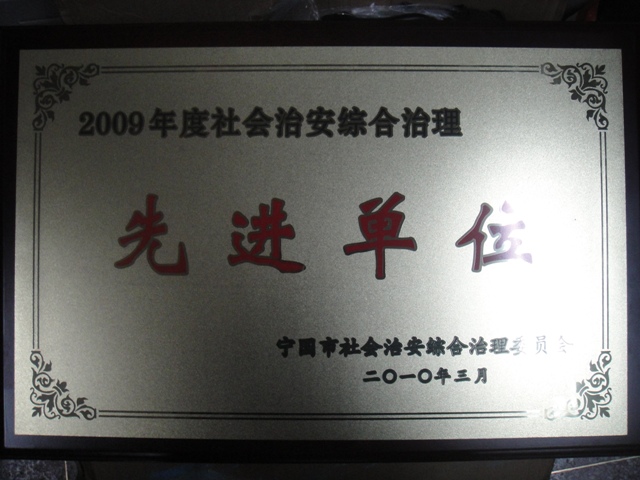 2009年度社会治安综合治理
先进单位
宁国市社会治安综合治理委员会
二〇一〇年三月